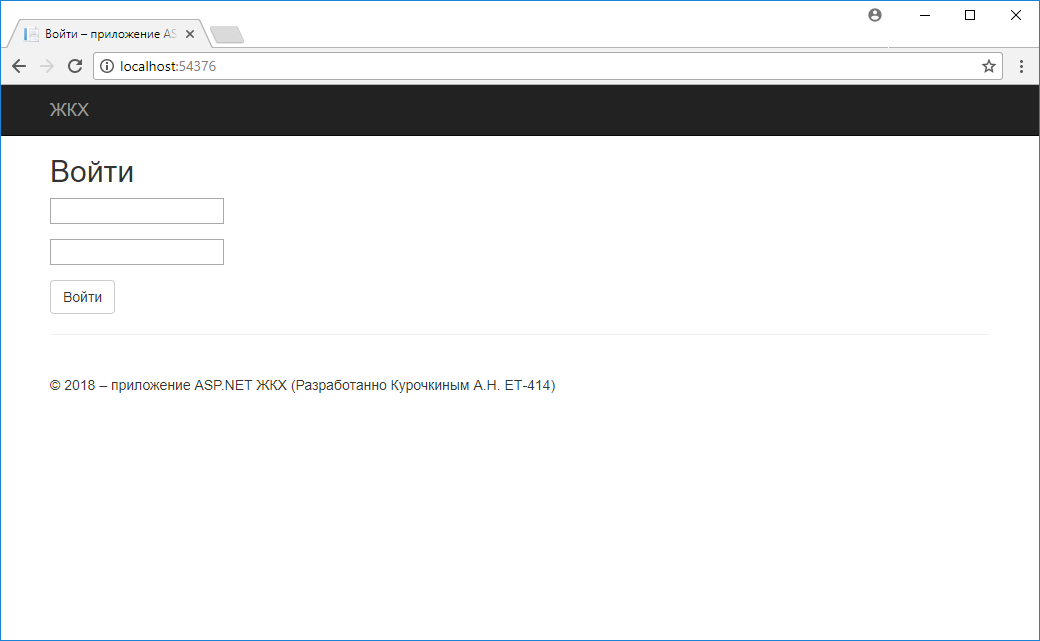 Войти – приложение AS
localhost:54376
ЖКХ
Войти
Войти
© 2018 – приложение ASP.NET ЖКХ (Разработанно Курочкиным А.Н. ЕТ-414)